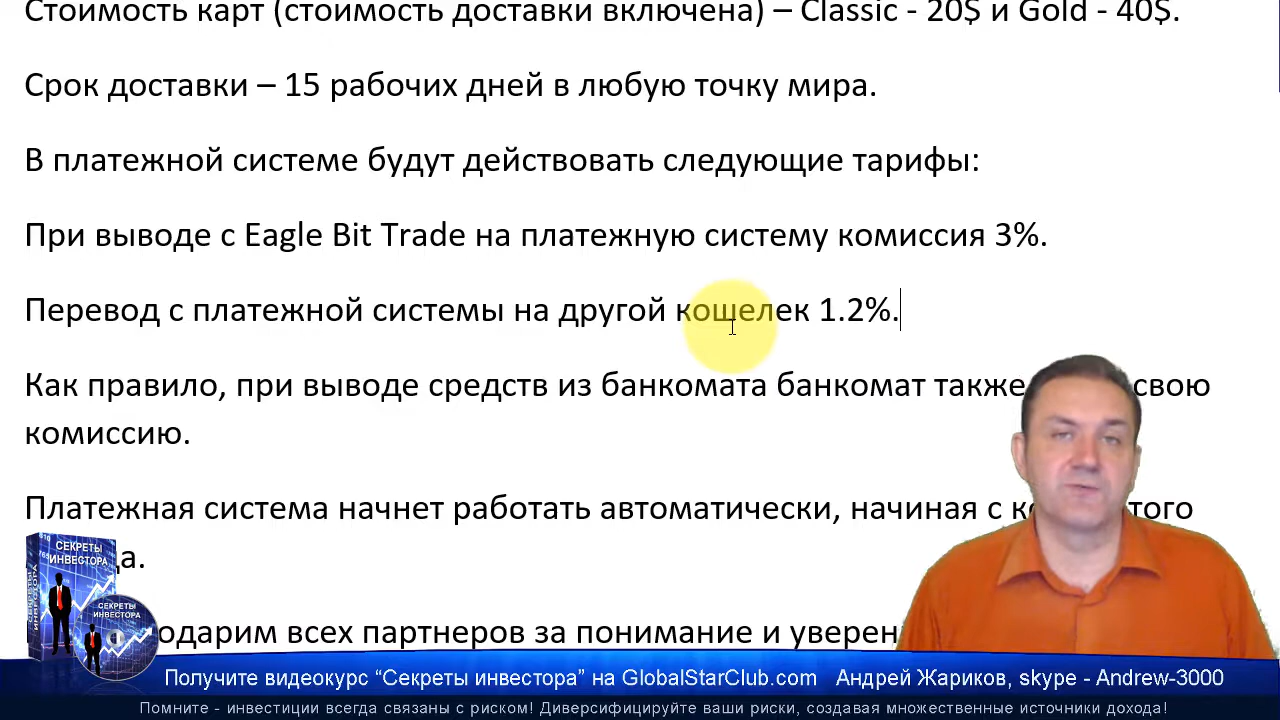 Стоимость карт (стоимость доставки включена) – Classic - 20$ и Gold - 40$.
Срок доставки – 15 рабочих дней в любую точку мира.
В платежной системе будут действовать следующие тарифы:
При выводе с Eagle Bit Trade на платежную систему комиссия 3%.
Перевод с платежной системы на другой кошелек 1.2%.
Как правило, при выводе средств из банкомата банкомат также свою
комиссию.
Платежная система начнет работать автоматически, начиная с
всех партнеров за понимание и
СЕКРЕТЫ
ИНВЕСТОРА
СЕКРЕТЫ
ИНВЕСТОРА
СЕКРЕТЫ
ИНВЕСТОРА
Получите видеокурс “Секреты инвестора” на GlobalStarClub.com Андрей Жариков, skype - Andrew-3000
Помните - инвестиции всегда связаны с риском! Диверсифицируйте ваши риски, создавая множественные источники дохода!